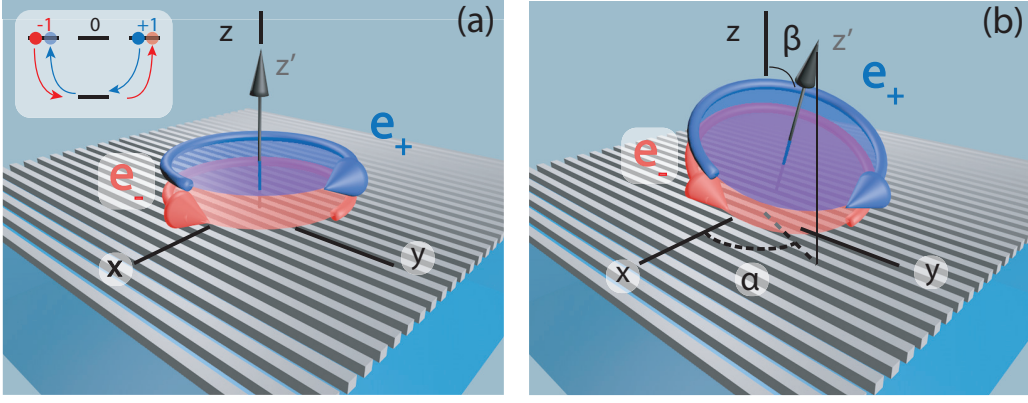 (a)
-1 0 +1
z
z′
e+
e-
x
y
(b)
z
β
z′
e+
e-
x
α
y